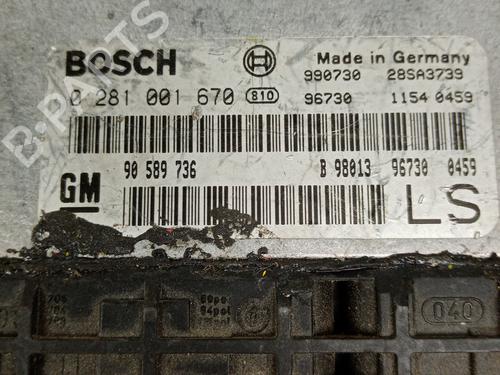 BOSCH
Made in Germany
990730 28SA3739
0 281 001 670 810
96730 1154 0459
90 589 736 B 98013 96730 0459
GM
LS
040
B-PARTS